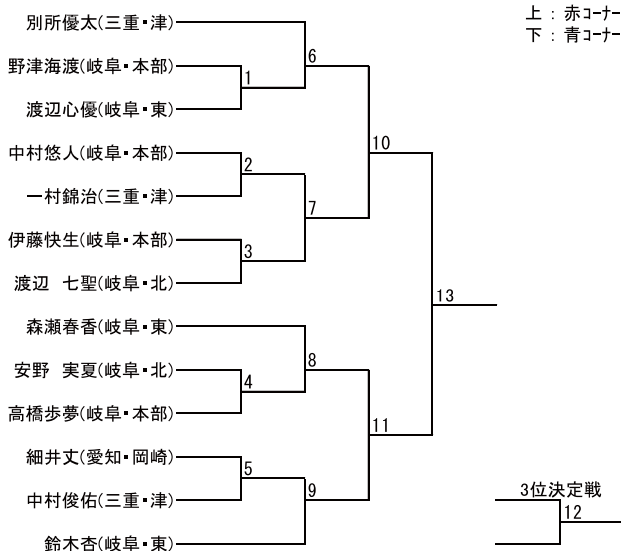 上：赤コーナー
下：青コーナー
別所優太(三重・津)
6
野津海渡(岐阜・本部)
1
渡辺心優(岐阜・東)
10
中村悠人(岐阜・本部)
2
一村錦治(三重・津)
7
伊藤快生(岐阜・本部)
3
渡辺　七聖(岐阜・北)
13
森瀬春香(岐阜・東)
8
安野　実夏(岐阜・北)
4
高橋歩夢(岐阜・本部)
11
細井丈(愛知・岡崎)
5
中村俊佑(三重・津)
9
3位決定戦
12
鈴木杏(岐阜・東)